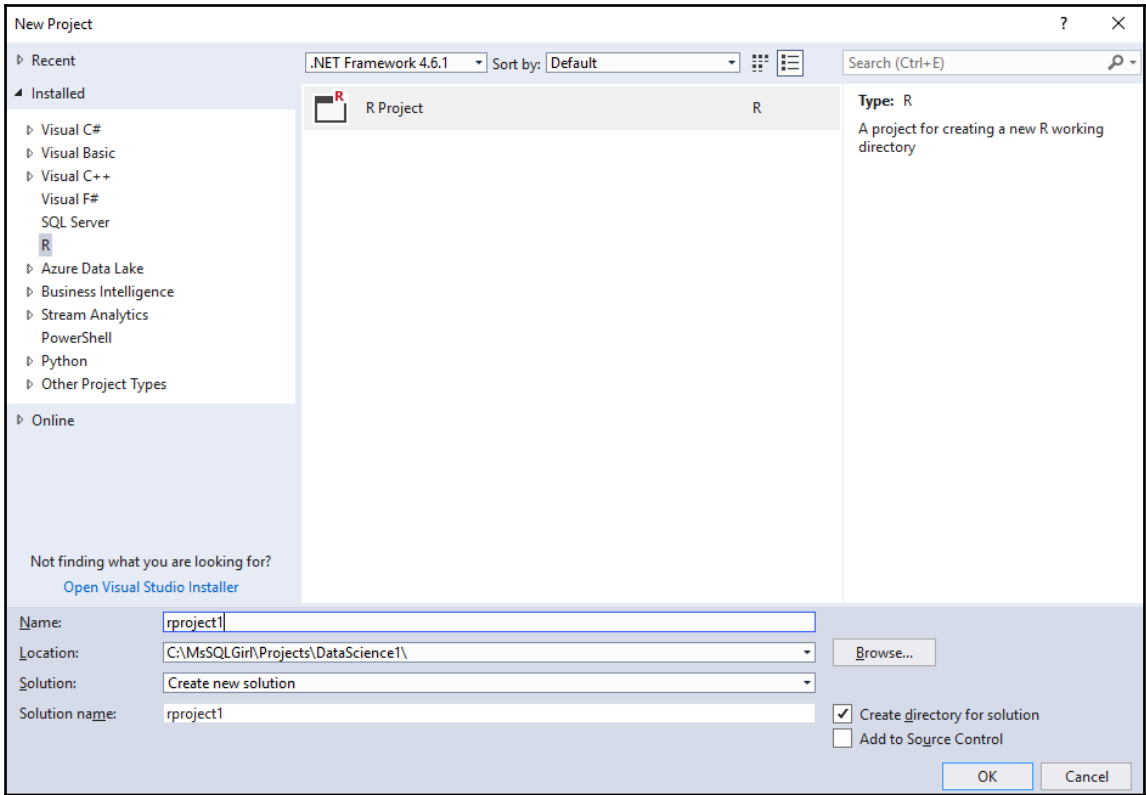 New Project
?
Recent
.NET Framework 4.6.1
Sort by: Default
Search (Ctrl+E)
Installed
Visual C#
Visual Basic
Visual C++
Visual F#
SQL Server
R
Azure Data Lake
Business Intelligence
Stream Analytics
PowerShell
Python
Other Project Types
Online
Not finding what you are looking for?
Open Visual Studio Installer
R
R Project R
Type: R
A project for creating a new R working
directory
Name: rproject1
Location: C:\MsSQLGirl\Projects\DataScience1\
Browse...
Solution: Create new solution
Solution name: rproject1
Create directory for solution
Add to Source Control
OK Cancel